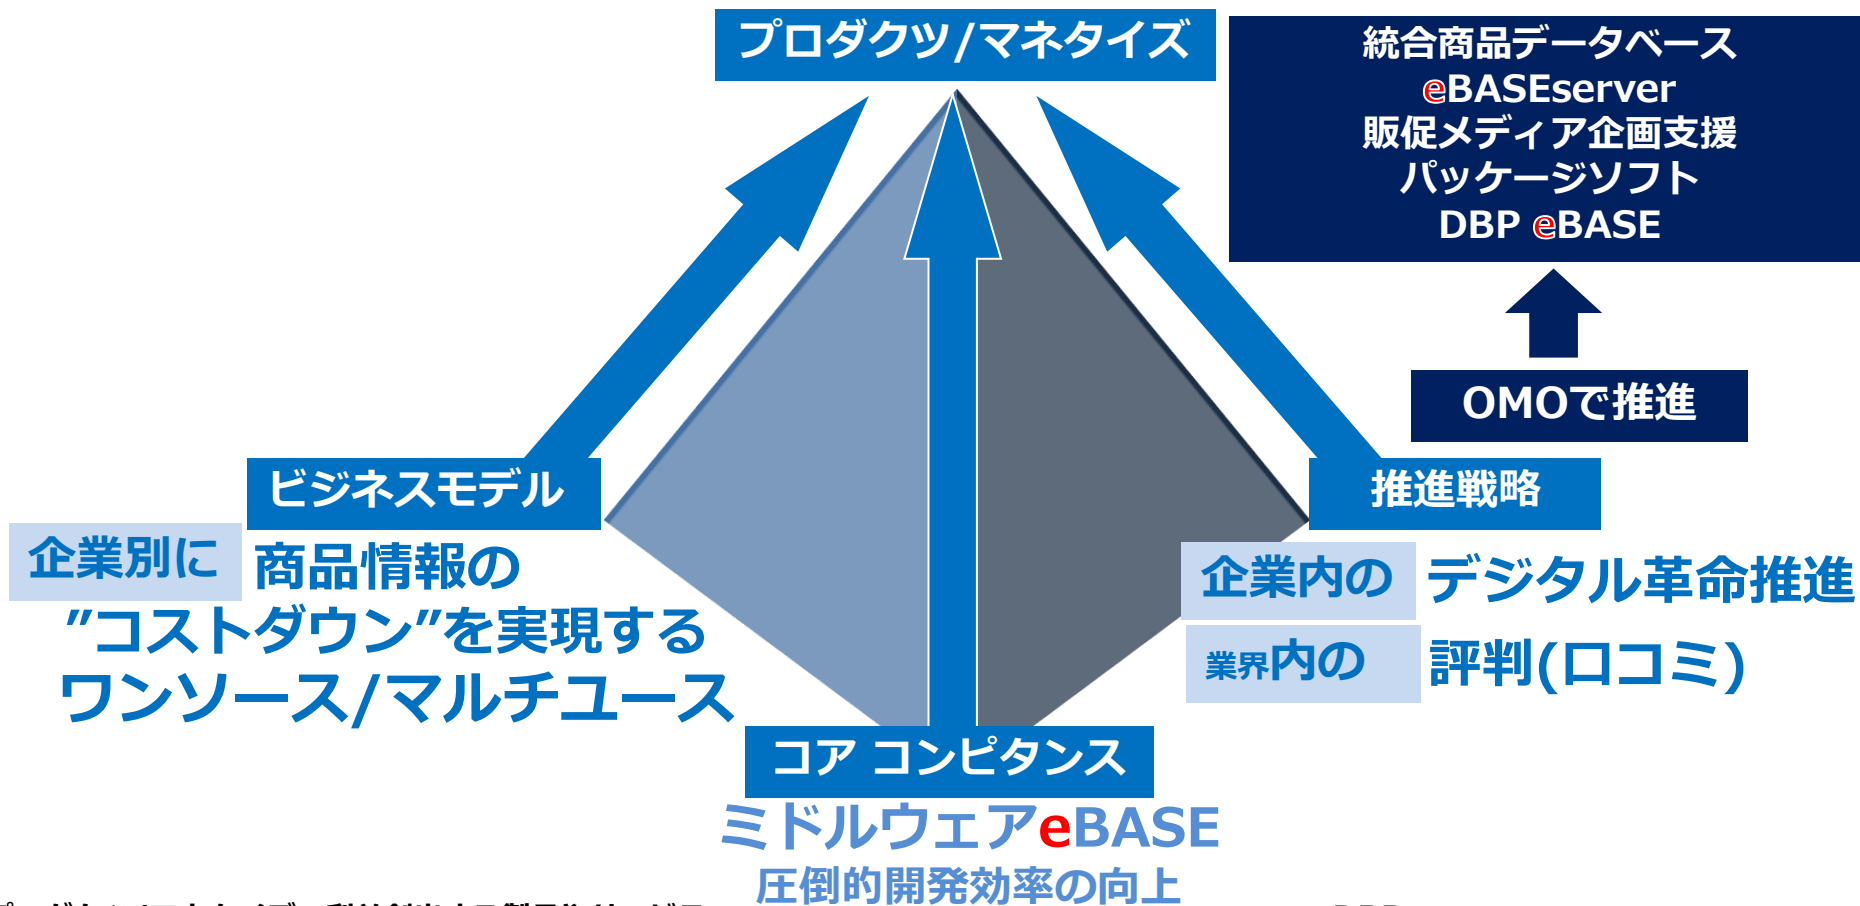 プロダクツ/マネタイズ
統合商品データベース
eBASEserver
販促メディア企画支援
パッケージソフト
DBP eBASE
OMOで推進
ビジネスモデル
企業別に 商品情報の
”コストダウン”を実現する
ワンソース/マルチユース
推進戦略
企業内の デジタル革命推進
業界内の 評判(口コミ)
コア コンピタンス
ミドルウェアeBASE
圧倒的開発効率の向上